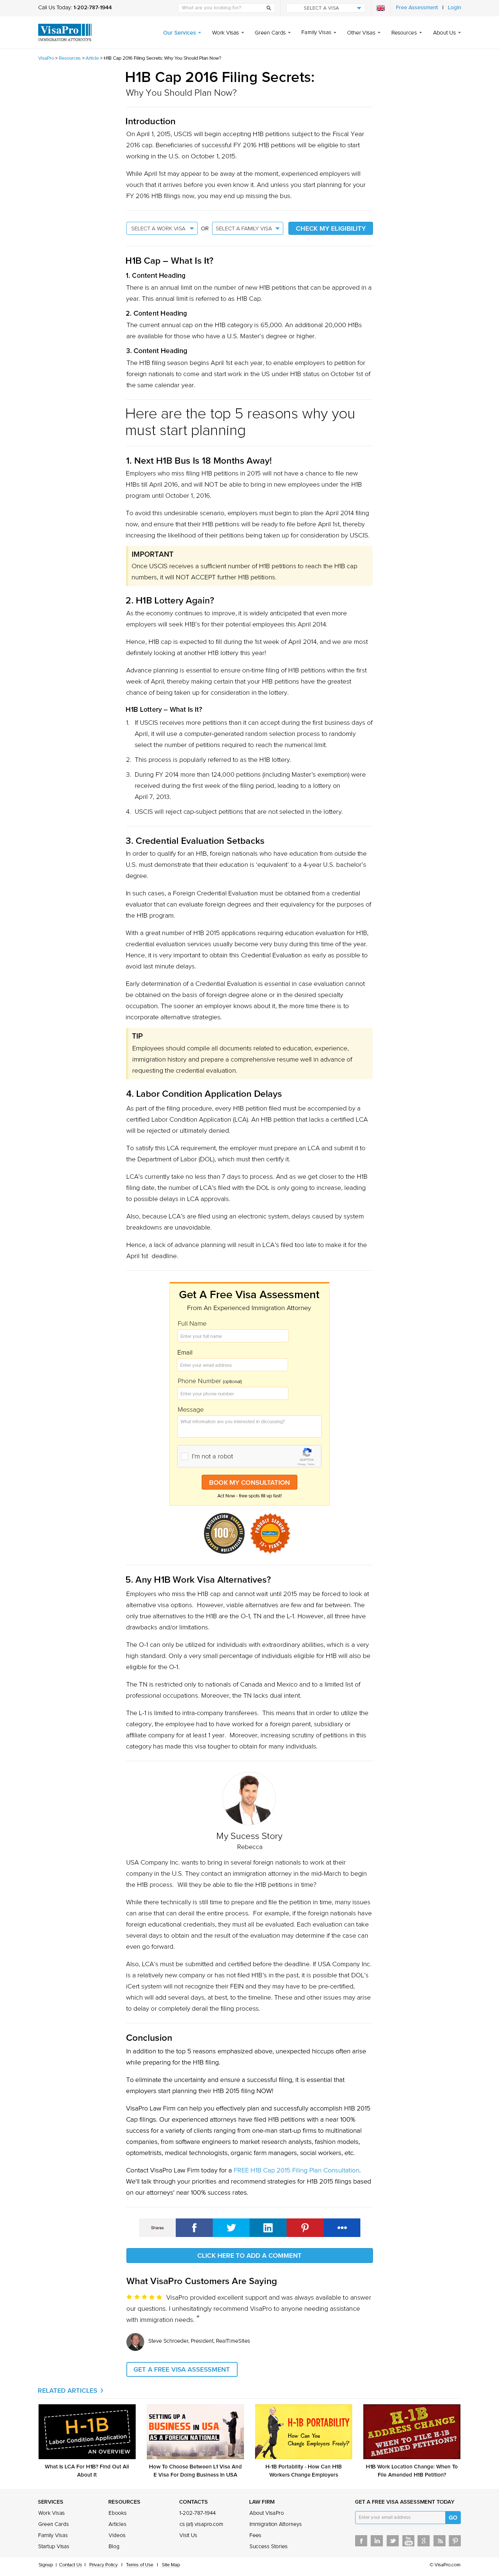 Call Us Today: 1-202-787-1944
What are you looking for?
SELECT A VISA
Free Assessment | Login
VisaPro
IMMIGRATION ATTORNEYS
Our Services
Work Visas
Green Cards
Family Visas
Other Visas
Resources
About Us
VisaPro > Resources > Article > H1B Cap 2016 Filing Secrets: Why You Should Plan Now?
H1B Cap 2016 Filing Secrets:
Why You Should Plan Now?
Introduction
On April 1, 2015, USCIS will begin accepting H1B petitions subject to the Fiscal Year
2016 cap. Beneficiaries of successful FY 2016 H1B petitions will be eligible to start
working in the U.S. on October 1, 2015.
While April 1st may appear to be away at the moment, experienced employers will
vouch that it arrives before you even know it. And unless you start planning for your
FY 2016 H1B filings now, you may end up missing the bus.
SELECT A WORK VISA
OR
SELECT A FAMILY VISA
CHECK MY ELIGIBILITY
H1B Cap – What Is It?
1. Content Heading
There is an annual limit on the number of new H1B petitions that can be approved in a
year. This annual limit is referred to as H1B Cap.
2. Content Heading
The current annual cap on the H1B category is 65,000. An additional 20,000 H1Bs
are available for those who have a U.S. Master's degree or higher.
3. Content Heading
The H1B filing season begins April 1st each year, to enable employers to petition for
foreign nationals to come and start work in the US under H1B status on October 1st of
the same calendar year.
Here are the top 5 reasons why you
must start planning
1. Next H1B Bus Is 18 Months Away!
Employers who miss filing H1B petitions in 2015 will not have a chance to file new
H1Bs till April 2016, and will NOT be able to bring in new employees under the H1B
program until October 1, 2016.
To avoid this undesirable scenario, employers must begin to plan the April 2014 filing
now, and ensure that their H1B petitions will be ready to file before April 1st, thereby
increasing the likelihood of their petitions being taken up for consideration by USCIS.
IMPORTANT
Once USCIS receives a sufficient number of H1B petitions to reach the H1B cap
numbers, it will NOT ACCEPT further H1B petitions.
2. H1B Lottery Again?
As the economy continues to improve, it is widely anticipated that even more
employers will seek H1B's for their potential employees this April 2014.
Hence, H1B cap is expected to fill during the 1st week of April 2014, and we are most
definitely looking at another H1B lottery this year!
Advance planning is essential to ensure on-time filing of H1B petitions within the first
week of April, thereby making certain that your H1B petitions have the greatest
chance of being taken up for consideration in the lottery.
H1B Lottery – What Is It?
1. If USCIS receives more petitions than it can accept during the first business days of
April, it will use a computer-generated random selection process to randomly
select the number of petitions required to reach the numerical limit.
2. This process is popularly referred to as the H1B lottery.
3. During FY 2014 more than 124,000 petitions (including Master's exemption) were
received during the first week of the filing period, leading to a lottery on
April 7, 2013.
4. USCIS will reject cap-subject petitions that are not selected in the lottery.
3. Credential Evaluation Setbacks
In order to qualify for an H1B, foreign nationals who have education from outside the
U.S. must demonstrate that their education is 'equivalent' to a 4-year U.S. bachelor's
degree.
In such cases, a Foreign Credential Evaluation must be obtained from a credential
evaluator that can evaluate foreign degrees and their equivalency for the purposes of
the H1B program.
With a great number of H1B 2015 applications requiring education evaluation for H1B,
credential evaluation services usually become very busy during this time of the year.
Hence, it is very important to obtain this Credential Evaluation as early as possible to
avoid last minute delays.
Early determination of a Credential Evaluation is essential in case evaluation cannot
be obtained on the basis of foreign degree alone or in the desired specialty
occupation. The sooner an employer knows about it, the more time there is to
incorporate alternative strategies.
TIP
Employees should compile all documents related to education, experience,
immigration history and prepare a comprehensive resume well in advance of
requesting the credential evaluation.
4. Labor Condition Application Delays
As part of the filing procedure, every H1B petition filed must be accompanied by a
certified Labor Condition Application (LCA). An H1B petition that lacks a certified LCA
will be rejected or ultimately denied.
To satisfy this LCA requirement, the employer must prepare an LCA and submit it to
the Department of Labor (DOL), which must then certify it.
LCA's currently take no less than 7 days to process. And as we get closer to the H1B
filing date, the number of LCA's filed with the DOL is only going to increase, leading
to possible delays in LCA approvals.
Also, because LCA's are filed using an electronic system, delays caused by system
breakdowns are unavoidable.
Hence, a lack of advance planning will result in LCA's filed too late to make it for the
April 1st deadline.
Get A Free Visa Assessment
From An Experienced Immigration Attorney
Full Name
Enter your full name
Email
Enter your email address
Phone Number (optional)
Enter your phone number
Message
What information are you interested in discussing?
I'm not a robot
BOOK MY CONSULTATION
Act Now - free spots fill up fast!
100%
5. Any H1B Work Visa Alternatives?
Employers who miss the H1B cap and cannot wait until 2015 may be forced to look at
alternative visa options. However, viable alternatives are few and far between. The
only true alternatives to the H1B are the O-1, TN and the L-1. However, all three have
drawbacks and/or limitations.
The O-1 can only be utilized for individuals with extraordinary abilities, which is a very
high standard. Only a very small percentage of individuals eligible for H1B will also be
eligible for the O-1.
The TN is restricted only to nationals of Canada and Mexico and to a limited list of
professional occupations. Moreover, the TN lacks dual intent.
The L-1 is limited to intra-company transferees. This means that in order to utilize the
category, the employee had to have worked for a foreign parent, subsidiary or
affiliate company for at least 1 year. Moreover, increasing scrutiny of petitions in this
category has made this visa tougher to obtain for many individuals.
My Sucess Story
Rebecca
USA Company Inc. wants to bring in several foreign nationals to work at their
company in the U.S. They contact an immigration attorney in the mid-March to begin
the H1B process. Will they be able to file the H1B petitions in time?
While there technically is still time to prepare and file the petition in time, many issues
can arise that can derail the entire process. For example, if the foreign nationals have
foreign educational credentials, they must all be evaluated. Each evaluation can take
several days to obtain and the result of the evaluation may determine if the case can
even go forward.
Also, LCA's must be submitted and certified before the deadline. If USA Company Inc.
is a relatively new company or has not filed H1B's in the past, it is possible that DOL's
iCert system will not recognize their FEIN and they may have to be pre-certified,
which will add several days, at best, to the timeline. These and other issues may arise
to delay or completely derail the filing process.
Conclusion
In addition to the top 5 reasons emphasized above, unexpected hiccups often arise
while preparing for the H1B filing.
To eliminate the uncertainty and ensure a successful filing, it is essential that
employers start planning their H1B 2015 filing NOW!
VisaPro Law Firm can help you effectively plan and successfully accomplish H1B 2015
Cap filings. Our experienced attorneys have filed H1B petitions with a near 100%
success for a variety of clients ranging from one-man start-up firms to multinational
companies, from software engineers to market research analysts, fashion models,
optometrists, medical technologists, organic farm managers, social workers, etc.
Contact VisaPro Law Firm today for a FREE H1B Cap 2015 Filing Plan Consultation.
We'll talk through your priorities and recommend strategies for H1B 2015 filings based
on our attorneys' near 100% success rates.
Shares
CLICK HERE TO ADD A COMMENT
What VisaPro Customers Are Saying
VisaPro provided excellent support and was always available to answer
our questions. I unhesitatingly recommend VisaPro to anyone needing assistance
with immigration needs. "
Steve Schroeder, President, RealTimeSites
GET A FREE VISA ASSESSMENT
RELATED ARTICLES
H-1B
Labor Condition Application
AN OVERVIEW
SETTING UP A
BUSINESS IN USA
AS A FOREIGN NATIONAL
H-1B PORTABILITY
How Can You
Change Employers Freely?
H-1B
ADDRESS CHANGE
WHEN TO FILE H-1B
AMENDED PETITIONS?
What Is LCA For H1B? Find Out All
About it
How To Choose Between L1 Visa And
E Visa For Doing Business In USA
H-1B Portability - How Can H1B
Workers Change Employers
H1B Work Location Change: When To
File Amended H1B Petition?
SERVICES
Work Visas
Green Cards
Family Visas
Startup Visas
RESOURCES
Ebooks
Articles
Videos
Blog
CONTACTS
1-202-787-1944
cs (at) visapro.com
Visit Us
LAW FIRM
About VisaPro
Immigration Attorneys
Fees
Success Stories
GET A FREE VISA ASSESSMENT TODAY
Enter your email address
GO
Signup | Contact Us | Privacy Policy | Terms of Use | Site Map
© VisaPro.com